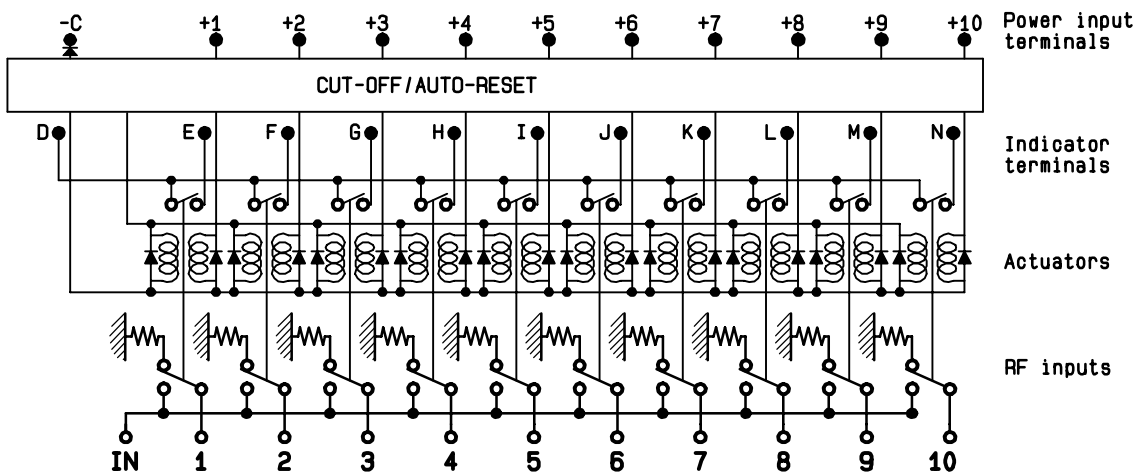 -C +1 +2 +3 +4 +5 +6 +7 +8 +9 +10 Power input
terminals
CUT-OFF/AUTO-RESET
D E F G H I J K L M N Indicator
terminals
Actuators
RF inputs
IN 1 2 3 4 5 6 7 8 9 10